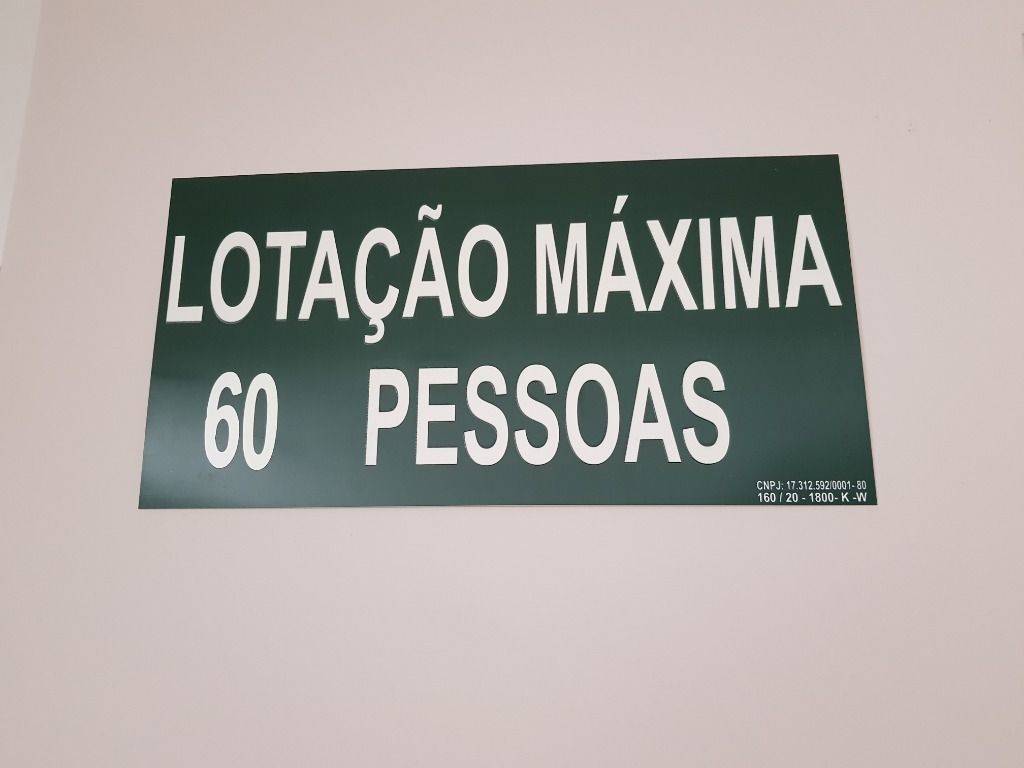 LOTAÇÃO MÁXIMA
60 PESSOAS
CNPJ: 17.312.592/0001-80
160 / 20 - 1800- K -W